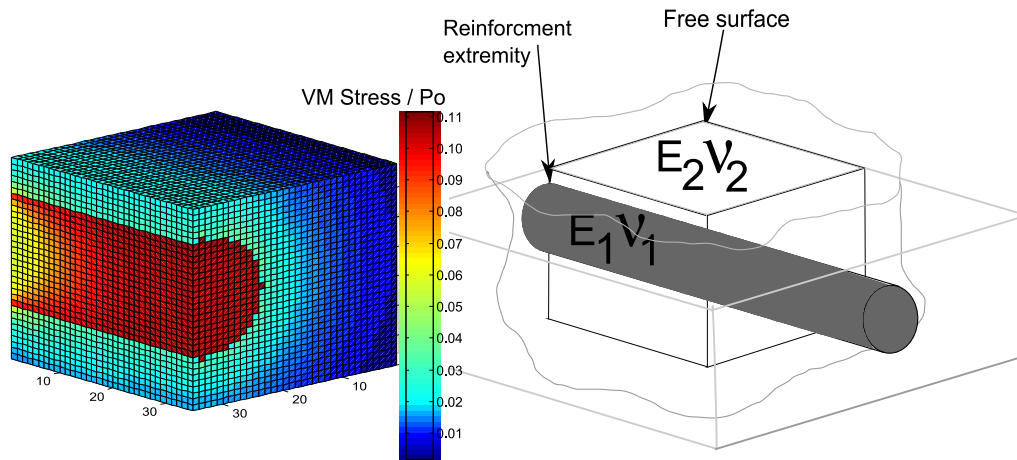 Reinforcment
extremity
Free surface
VM Stress / Po
0.11
0.10
0.09
0.08
0.07
0.06
0.05
0.04
0.03
0.02
0.01
10
20
30
30
20
10
E2ν2
E1ν1